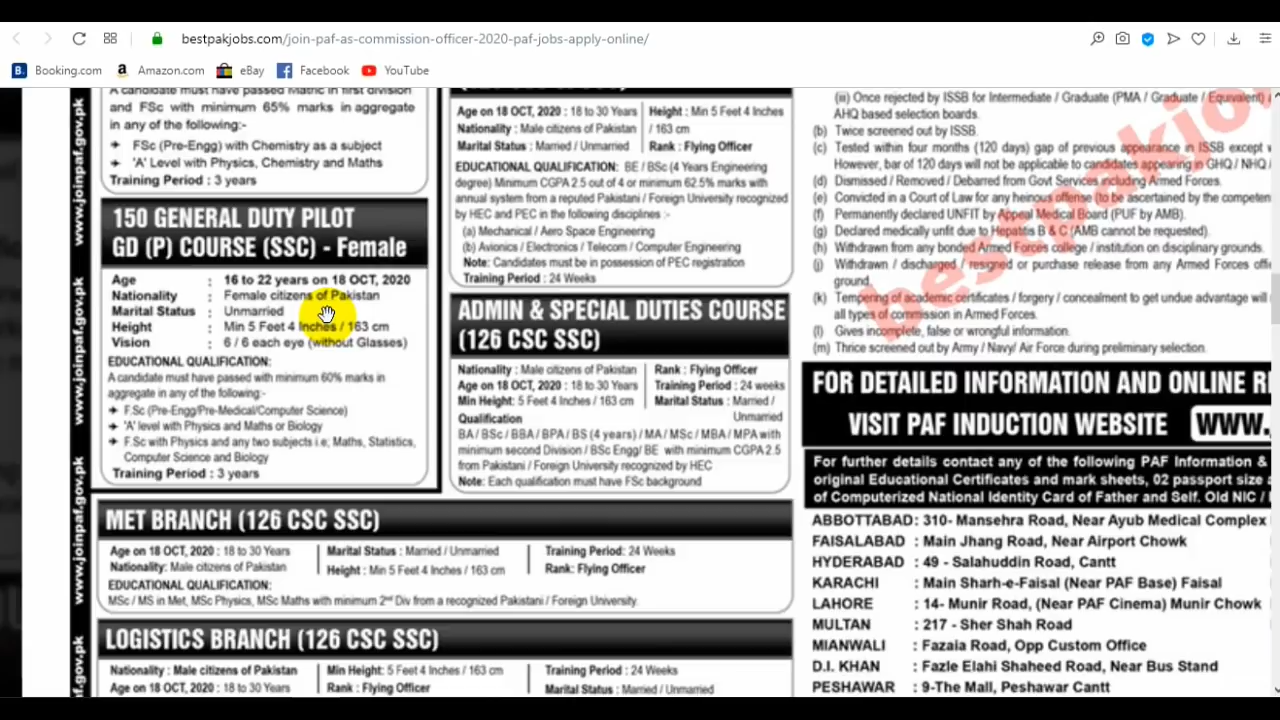 bestpakjobs.com/join-paf-as-commission-officer-2020-paf-jobs-apply-online/
B. Booking.com
a Amazon.com
eBay
Facebook
YouTube
www.joinpaf.gov.pk
www.joinpaf.gov.pk
www.joinpaf.gov.pk
af.gov.pk
A candidate must have passed Matric in first division
and FSc with minimum 65% marks in aggregate
in any of the following:-
FSc (Pre-Engg) with Chemistry as a subject
'A' Level with Physics, Chemistry and Maths
Training Period : 3 years
150 GENERAL DUTY PILOT
GD (P) COURSE (SSC) - Female
Age : 16 to 22 years on 18 OCT, 2020
Nationality : Female citizens of Pakistan
Marital Status : Unmarried
Height : Min 5 Feet 4 Inches / 163 cm
Vision : 6 / 6 each eye (without Glasses)
EDUCATIONAL QUALIFICATION:
A candidate must have passed with minimum 60% marks in
aggregate in any of the following:-
F.Sc (Pre-Engg/Pre-Medical/Computer Science)
'A' level with Physics and Maths or Biology
F.Sc with Physics and any two subjects i.e; Maths, Statistics,
Computer Science and Biology
Training Period : 3 years
Age on 18 OCT, 2020 : 18 to 30 Years
Nationality : Male citizens of Pakistan
Marital Status : Married / Unmarried
Height : Min 5 Feet 4 Inches
/ 163 cm
Rank : Flying Officer
EDUCATIONAL QUALIFICATION: BE / BSc (4 Years Engineering
degree) Minimum CGPA 2.5 out of 4 or minimum 62.5% marks with
annual system from a reputed Pakistani / Foreign University recognized
by HEC and PEC in the following disciplines :-
(a) Mechanical / Aero Space Engineering
(b) Avionics / Electronics / Telecom / Computer Engineering
Note: Candidates must be in possession of PEC registration
Training Period : 24 Weeks
ADMIN & SPECIAL DUTIES COURSE
(126 CSC SSC)
Nationality : Male citizens of Pakistan
Age on 18 OCT, 2020 : 18 to 30 Years
Min Height: 5 Feet 4 Inches / 163 cm
Rank : Flying Officer
Training Period : 24 weeks
Marital Status : Married /
Unmarried
Qualification
BA / BSc / BBA / BPA / BS (4 years) / MA / MSc / MBA / MPA with
minimum second Division / BSc Engg/ BE with minimum CGPA 2.5
from Pakistani / Foreign University recognized by HEC
Note: Each qualification must have FSc background
MET BRANCH (126 CSC SSC)
Age on 18 OCT, 2020 : 18 to 30 Years
Nationality: Male citizens of Pakistan
Marital Status : Married / Unmarried
Height : Min 5 Feet 4 Inches / 163 cm
Training Period: 24 Weeks
Rank: Flying Officer
EDUCATIONAL QUALIFICATION:
MSc / MS in Met, MSc Physics, MSc Maths with minimum 2nd Div from a recognized Pakistani / Foreign University.
LOGISTICS BRANCH (126 CSC SSC)
Nationality : Male citizens of Pakistan
Age on 18 OCT, 2020 : 18 to 30 Years
Min Height: 5 Feet 4 Inches / 163 cm
Rank : Flying Officer
Training Period : 24 Weeks
Marital Status : Married/ Unmarried
(iii) Once rejected by ISSB for Intermediate / Graduate (PMA / Graduate / Equivalent)
AHQ based selection boards.
(b) Twice screened out by ISSB.
(c) Tested within four months (120 days) gap of previous appearance in ISSB except
However, bar of 120 days will not be applicable to candidates appearing in GHQ / NHQ /
(d) Dismissed / Removed / Debarred from Govt Services including Armed Forces.
(e) Convicted in a Court of Law for any heinous offense (to be ascertained by the competen
(f) Permanently declared UNFIT by Appeal Medical Board (PUF by AMB).
(g) Declared medically unfit due to Hepatitis B & C (AMB cannot be requested).
(h) Withdrawn from any bonded Armed Forces college / institution on disciplinary grounds.
(j) Withdrawn / discharged / resigned or purchase release from any Armed Forces offi
ground.
(k) Tempering of academic certificates / forgery / concealment to get undue advantage will
all types of commission in Armed Forces.
(l) Gives incomplete, false or wrongful information.
(m) Thrice screened out by Army / Navy/ Air Force during preliminary selection.
bestpakjo
FOR DETAILED INFORMATION AND ONLINE RE
VISIT PAF INDUCTION WEBSITE WWW.
For further details contact any of the following PAF Information &
original Educational Certificates and mark sheets, 02 passport size
of Computerized National Identity Card of Father and Self. Old NIC /
ABBOTTABAD: 310- Mansehra Road, Near Ayub Medical Complex
FAISALABAD : Main Jhang Road, Near Airport Chowk
HYDERABAD : 49 - Salahuddin Road, Cantt
KARACHI : Main Sharh-e-Faisal (Near PAF Base) Faisal
LAHORE : 14- Munir Road, (Near PAF Cinema) Munir Chowk
MULTAN : 217 - Sher Shah Road
MIANWALI : Fazaia Road, Opp Custom Office
D.I. KHAN : Fazle Elahi Shaheed Road, Near Bus Stand
PESHAWAR : 9-The Mall, Peshawar Cantt